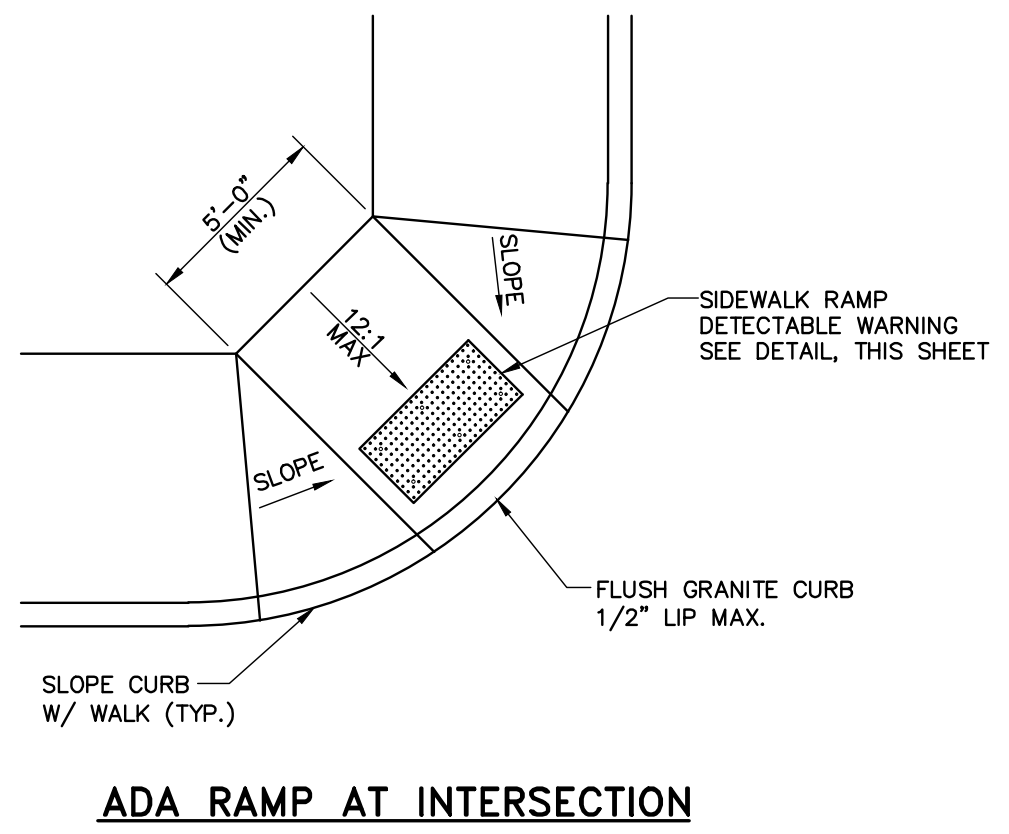 5'-0"
(MIN.)
SLOPE
12:1
MAX
SIDEWALK RAMP
DETECTABLE WARNING
SEE DETAIL, THIS SHEET
SLOPE
FLUSH GRANITE CURB
1/2" LIP MAX.
SLOPE CURB
W/ WALK (TYP.)
ADA RAMP AT INTERSECTION